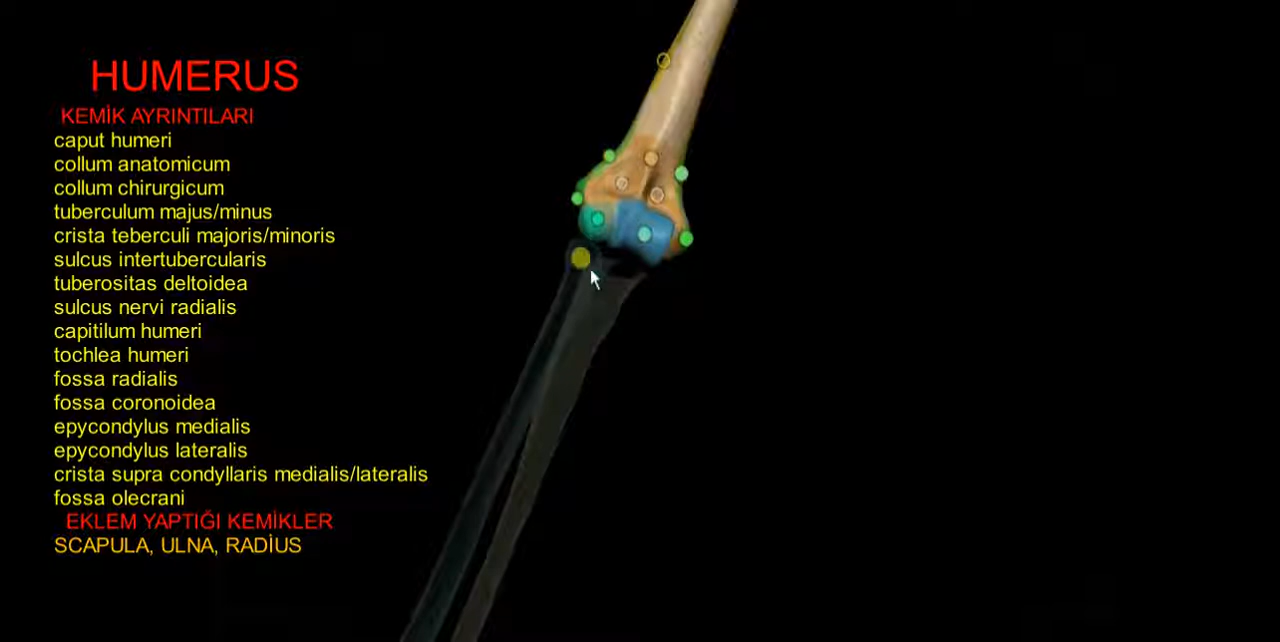 HUMERUS
KEMİK AYRINTILARI
caput humeri
collum anatomicum
collum chirurgicum
tuberculum majus/minus
crista teberculi majoris/minoris
sulcus intertubercularis
tuberositas deltoidea
sulcus nervi radialis
capitilum humeri
tochlea humeri
fossa radialis
fossa coronoidea
epycondylus medialis
epycondylus lateralis
crista supra condyllaris medialis/lateralis
fossa olecrani
EKLEM YAPTIĞI KEMİKLER
SCAPULA, ULNA, RADİUS